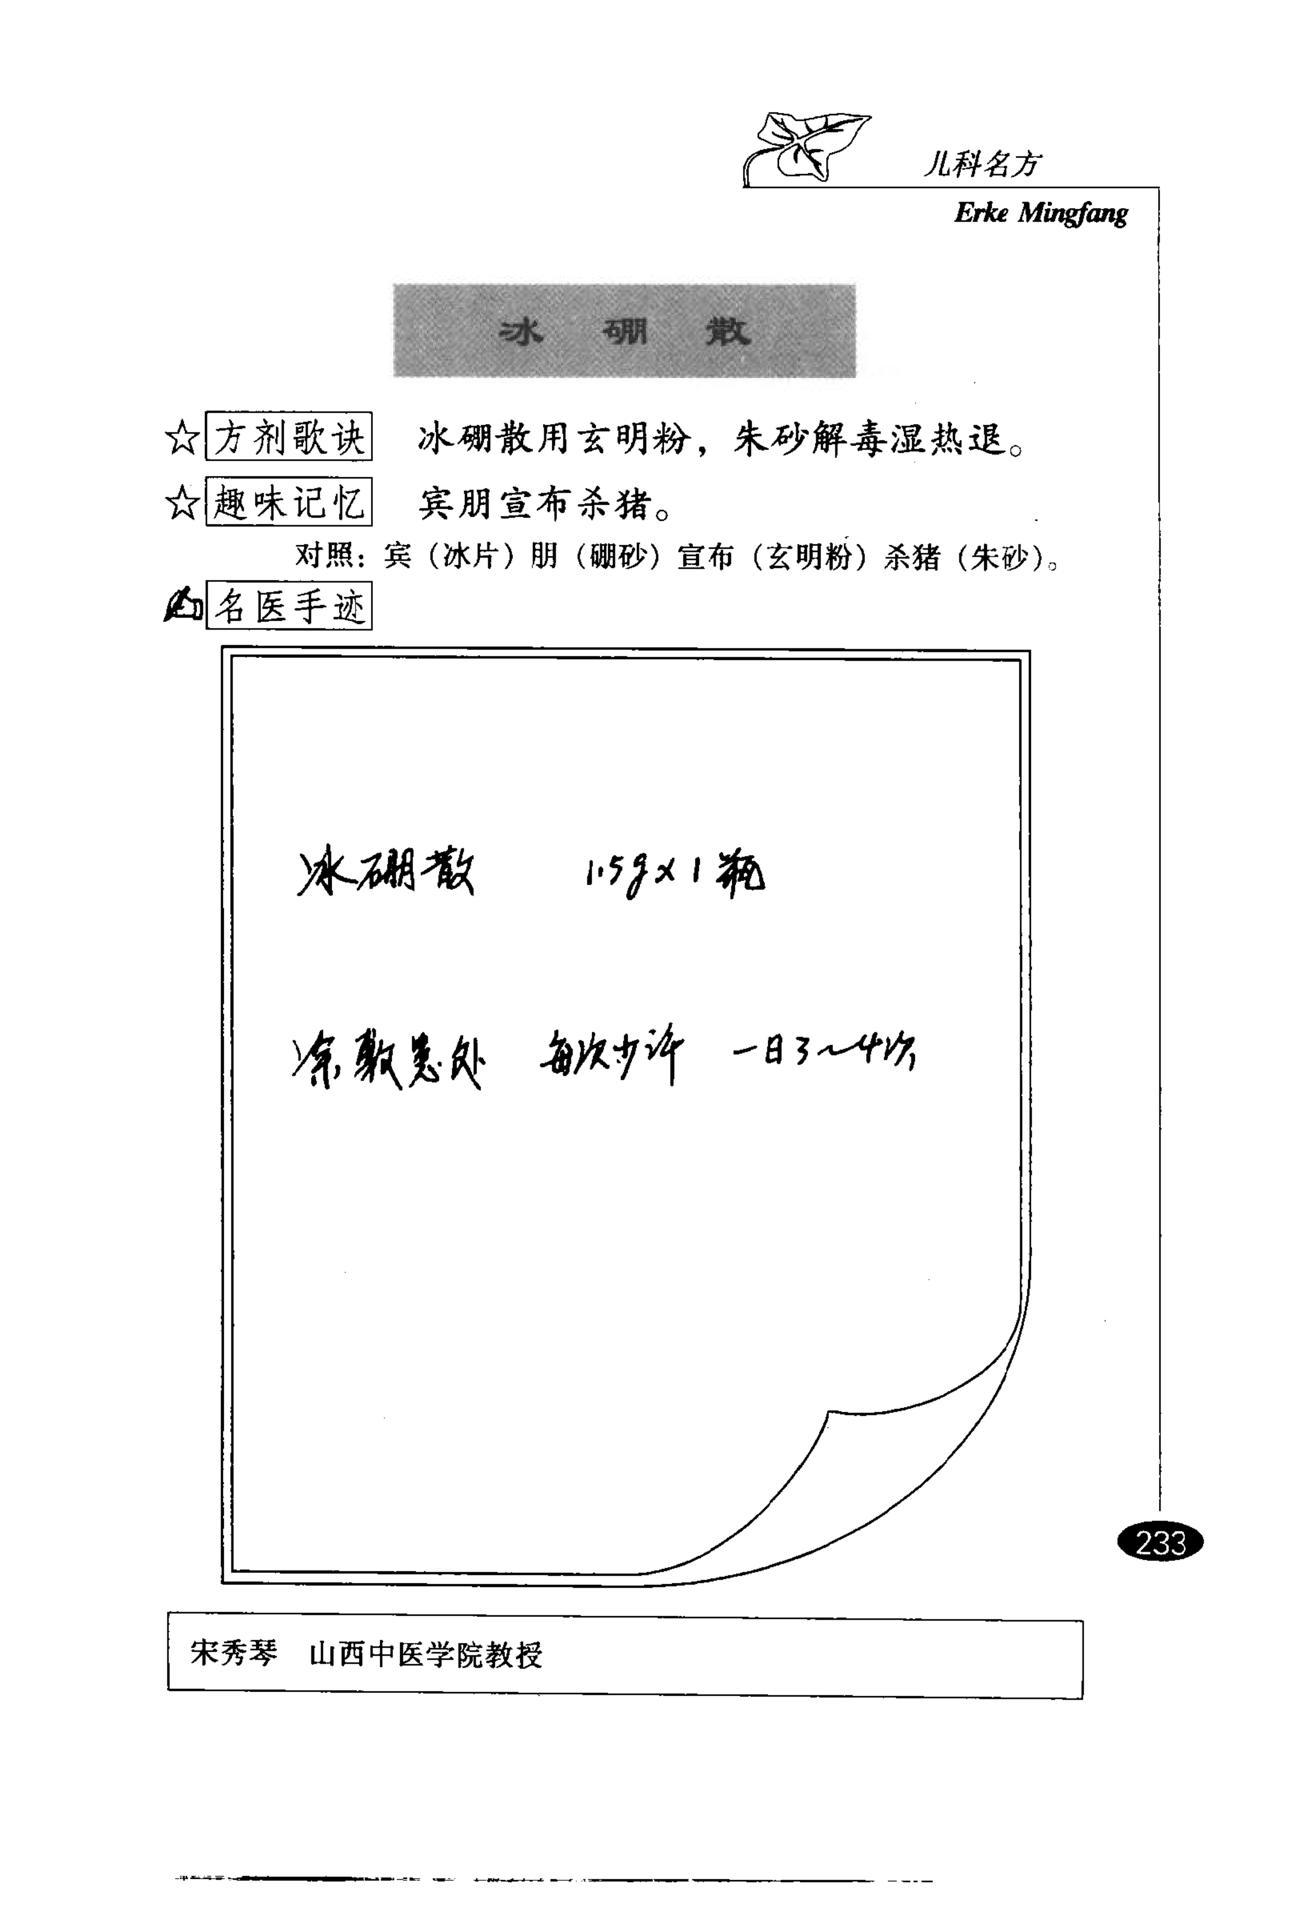 儿科名方
Erke Mingfang
冰硼散
☆方剂歌诀 冰硼散用玄明粉，朱砂解毒湿热退。
☆趣味记忆 宾朋宣布杀猪。
对照：宾（冰片）朋（硼砂）宣布（玄明粉）杀猪（朱砂）。
名医手迹
冰硼散 1.5g×1瓶
涂敷患处 每次少许 一日3～4次
233
宋秀琴 山西中医学院教授